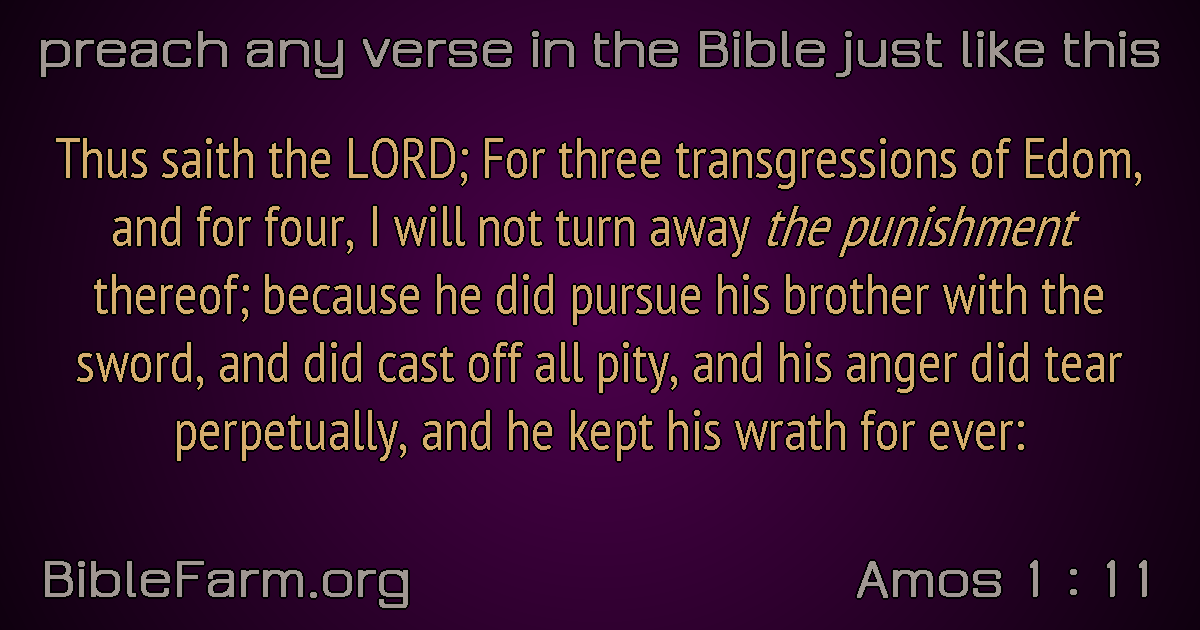 preach any verse in the Bible just like this
Thus saith the LORD; For three transgressions of Edom,
and for four, I will not turn away the punishment
thereof; because he did pursue his brother with the
sword, and did cast off all pity, and his anger did tear
perpetually, and he kept his wrath for ever:
BibleFarm.org
Amos 1 : 11